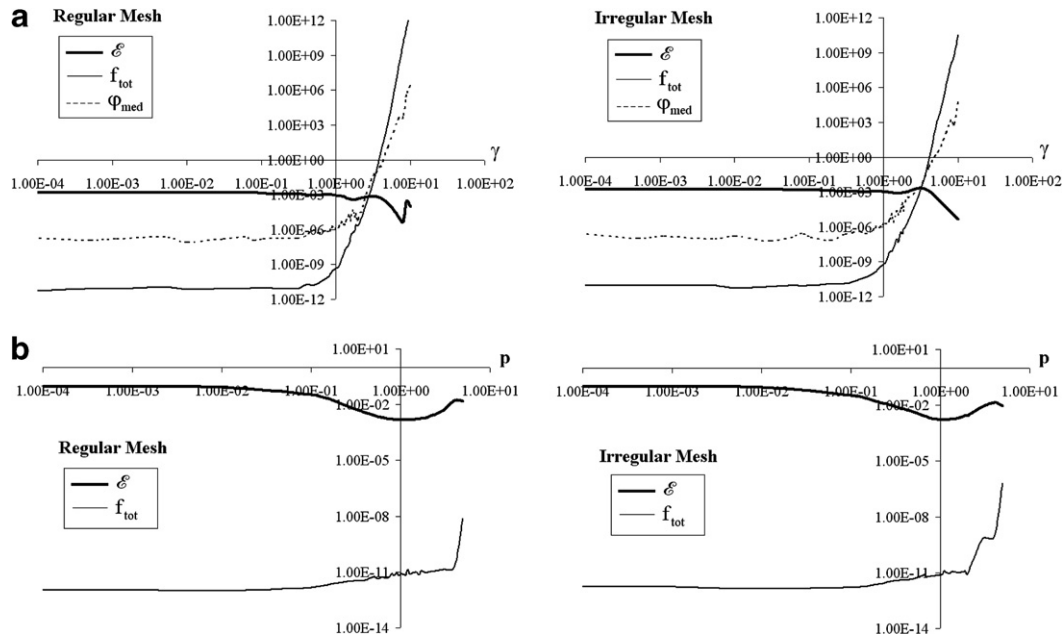 a
Regular Mesh
ℰ
f tot
φ med
1.00E+12
1.00E+09
1.00E+06
1.00E+03
1.00E+00
γ
1.00E-04 1.00E-03 1.00E-02 1.00E-01 1.00E+00 1.00E+01 1.00E+02
1.00E-03
1.00E-06
1.00E-09
1.00E-12
Irregular Mesh
ℰ
f tot
φ med
1.00E+12
1.00E+09
1.00E+06
1.00E+03
1.00E+00
γ
1.00E-04 1.00E-03 1.00E-02 1.00E-01 1.00E+00 1.00E+01 1.00E+02
1.00E-03
1.00E-06
1.00E-09
1.00E-12
b
1.00E+01
p
1.00E-04 1.00E-03 1.00E-02 1.00E-01 1.00E+00 1.00E+01
1.00E-02
Regular Mesh
ℰ
f tot
1.00E-05
1.00E-08
1.00E-11
1.00E-14
1.00E+01
p
1.00E-04 1.00E-03 1.00E-02 1.00E-01 1.00E+00 1.00E+01
1.00E-02
Irregular Mesh
ℰ
f tot
1.00E-05
1.00E-08
1.00E-11
1.00E-14